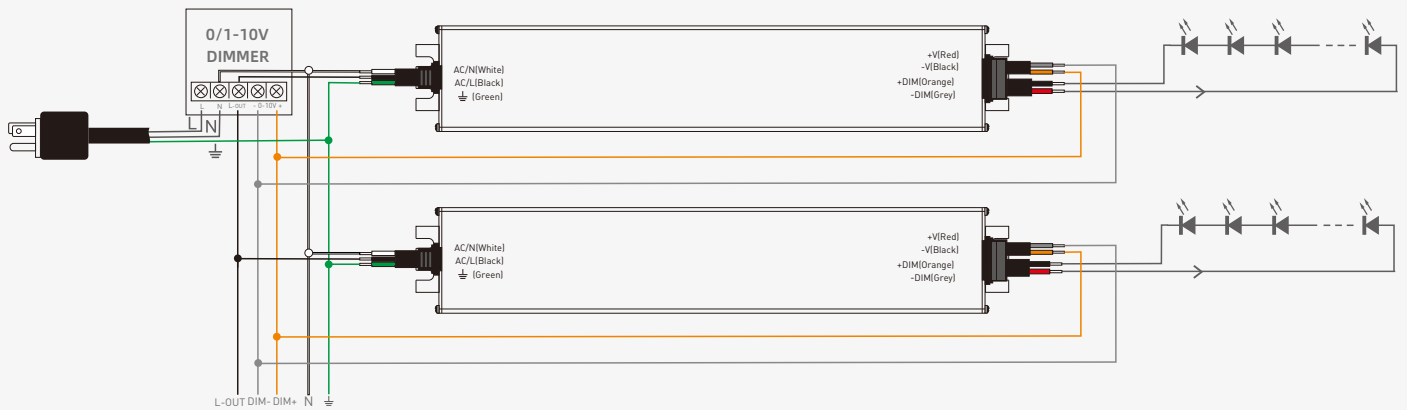 0/1-10V
DIMMER
L N L-OUT - 0-10V +
L N
AC/N(White)
AC/L(Black)
(Green)
+V(Red)
-V(Black)
+DIM(Orange)
-DIM(Grey)
AC/N(White)
AC/L(Black)
(Green)
+V(Red)
-V(Black)
+DIM(Orange)
-DIM(Grey)
L-OUT DIM- DIM+ N